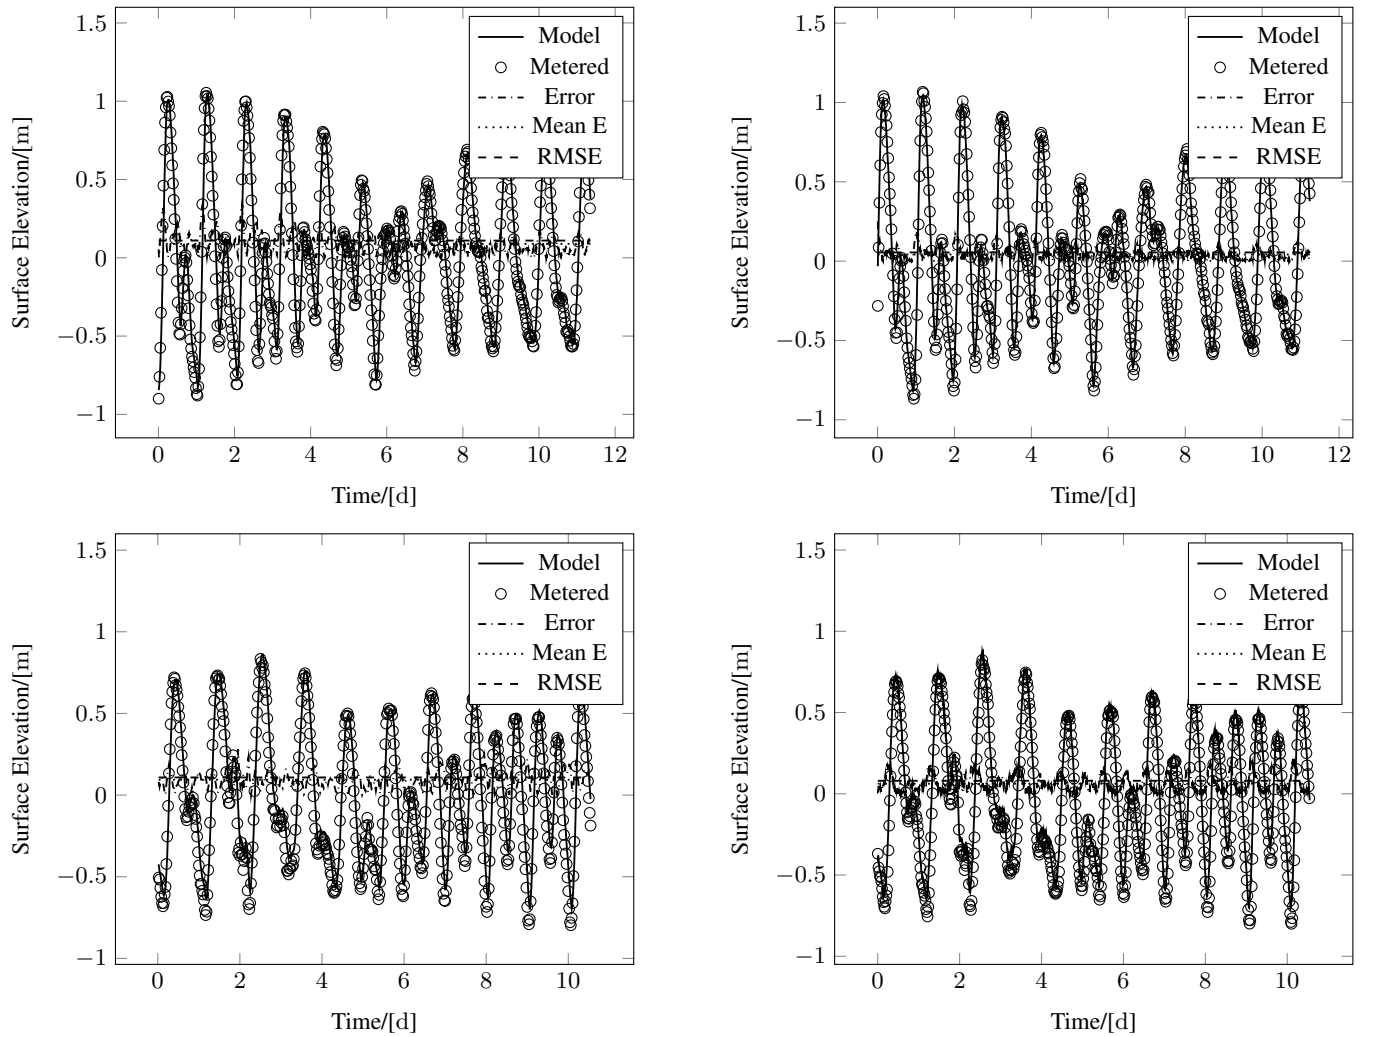 1.5
1
0.5
0
−0.5
−1
0 2 4 6 8 10 12
Time/[d]
Surface Elevation/[m]
Model
Metered
Error
Mean E
RMSE
1.5
1
0.5
0
−0.5
−1
0 2 4 6 8 10 12
Time/[d]
Surface Elevation/[m]
Model
Metered
Error
Mean E
RMSE
1.5
1
0.5
0
−0.5
−1
0 2 4 6 8 10
Time/[d]
Surface Elevation/[m]
Model
Metered
Error
Mean E
RMSE
1.5
1
0.5
0
−0.5
−1
0 2 4 6 8 10
Time/[d]
Surface Elevation/[m]
Model
Metered
Error
Mean E
RMSE